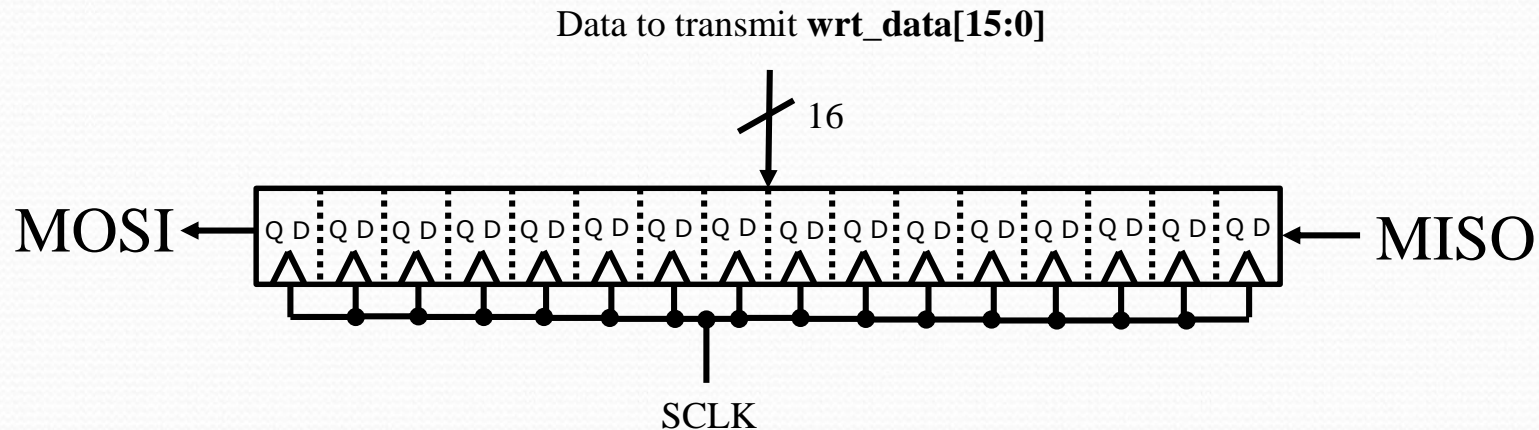 Data to transmit wrt_data[15:0]
16
MOSI Q D Q D Q D Q D Q D Q D Q D Q D Q D Q D Q D Q D Q D Q D Q D Q D MISO
SCLK